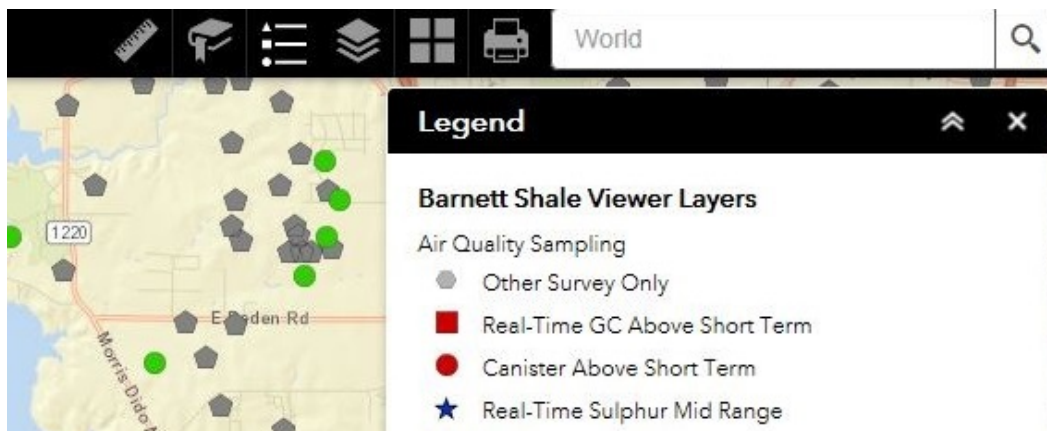 World
Legend
Barnett Shale Viewer Layers
Air Quality Sampling
Other Survey Only
Real-Time GC Above Short Term
Canister Above Short Term
Real-Time Sulphur Mid Range
1220
Rd
Morris Dido